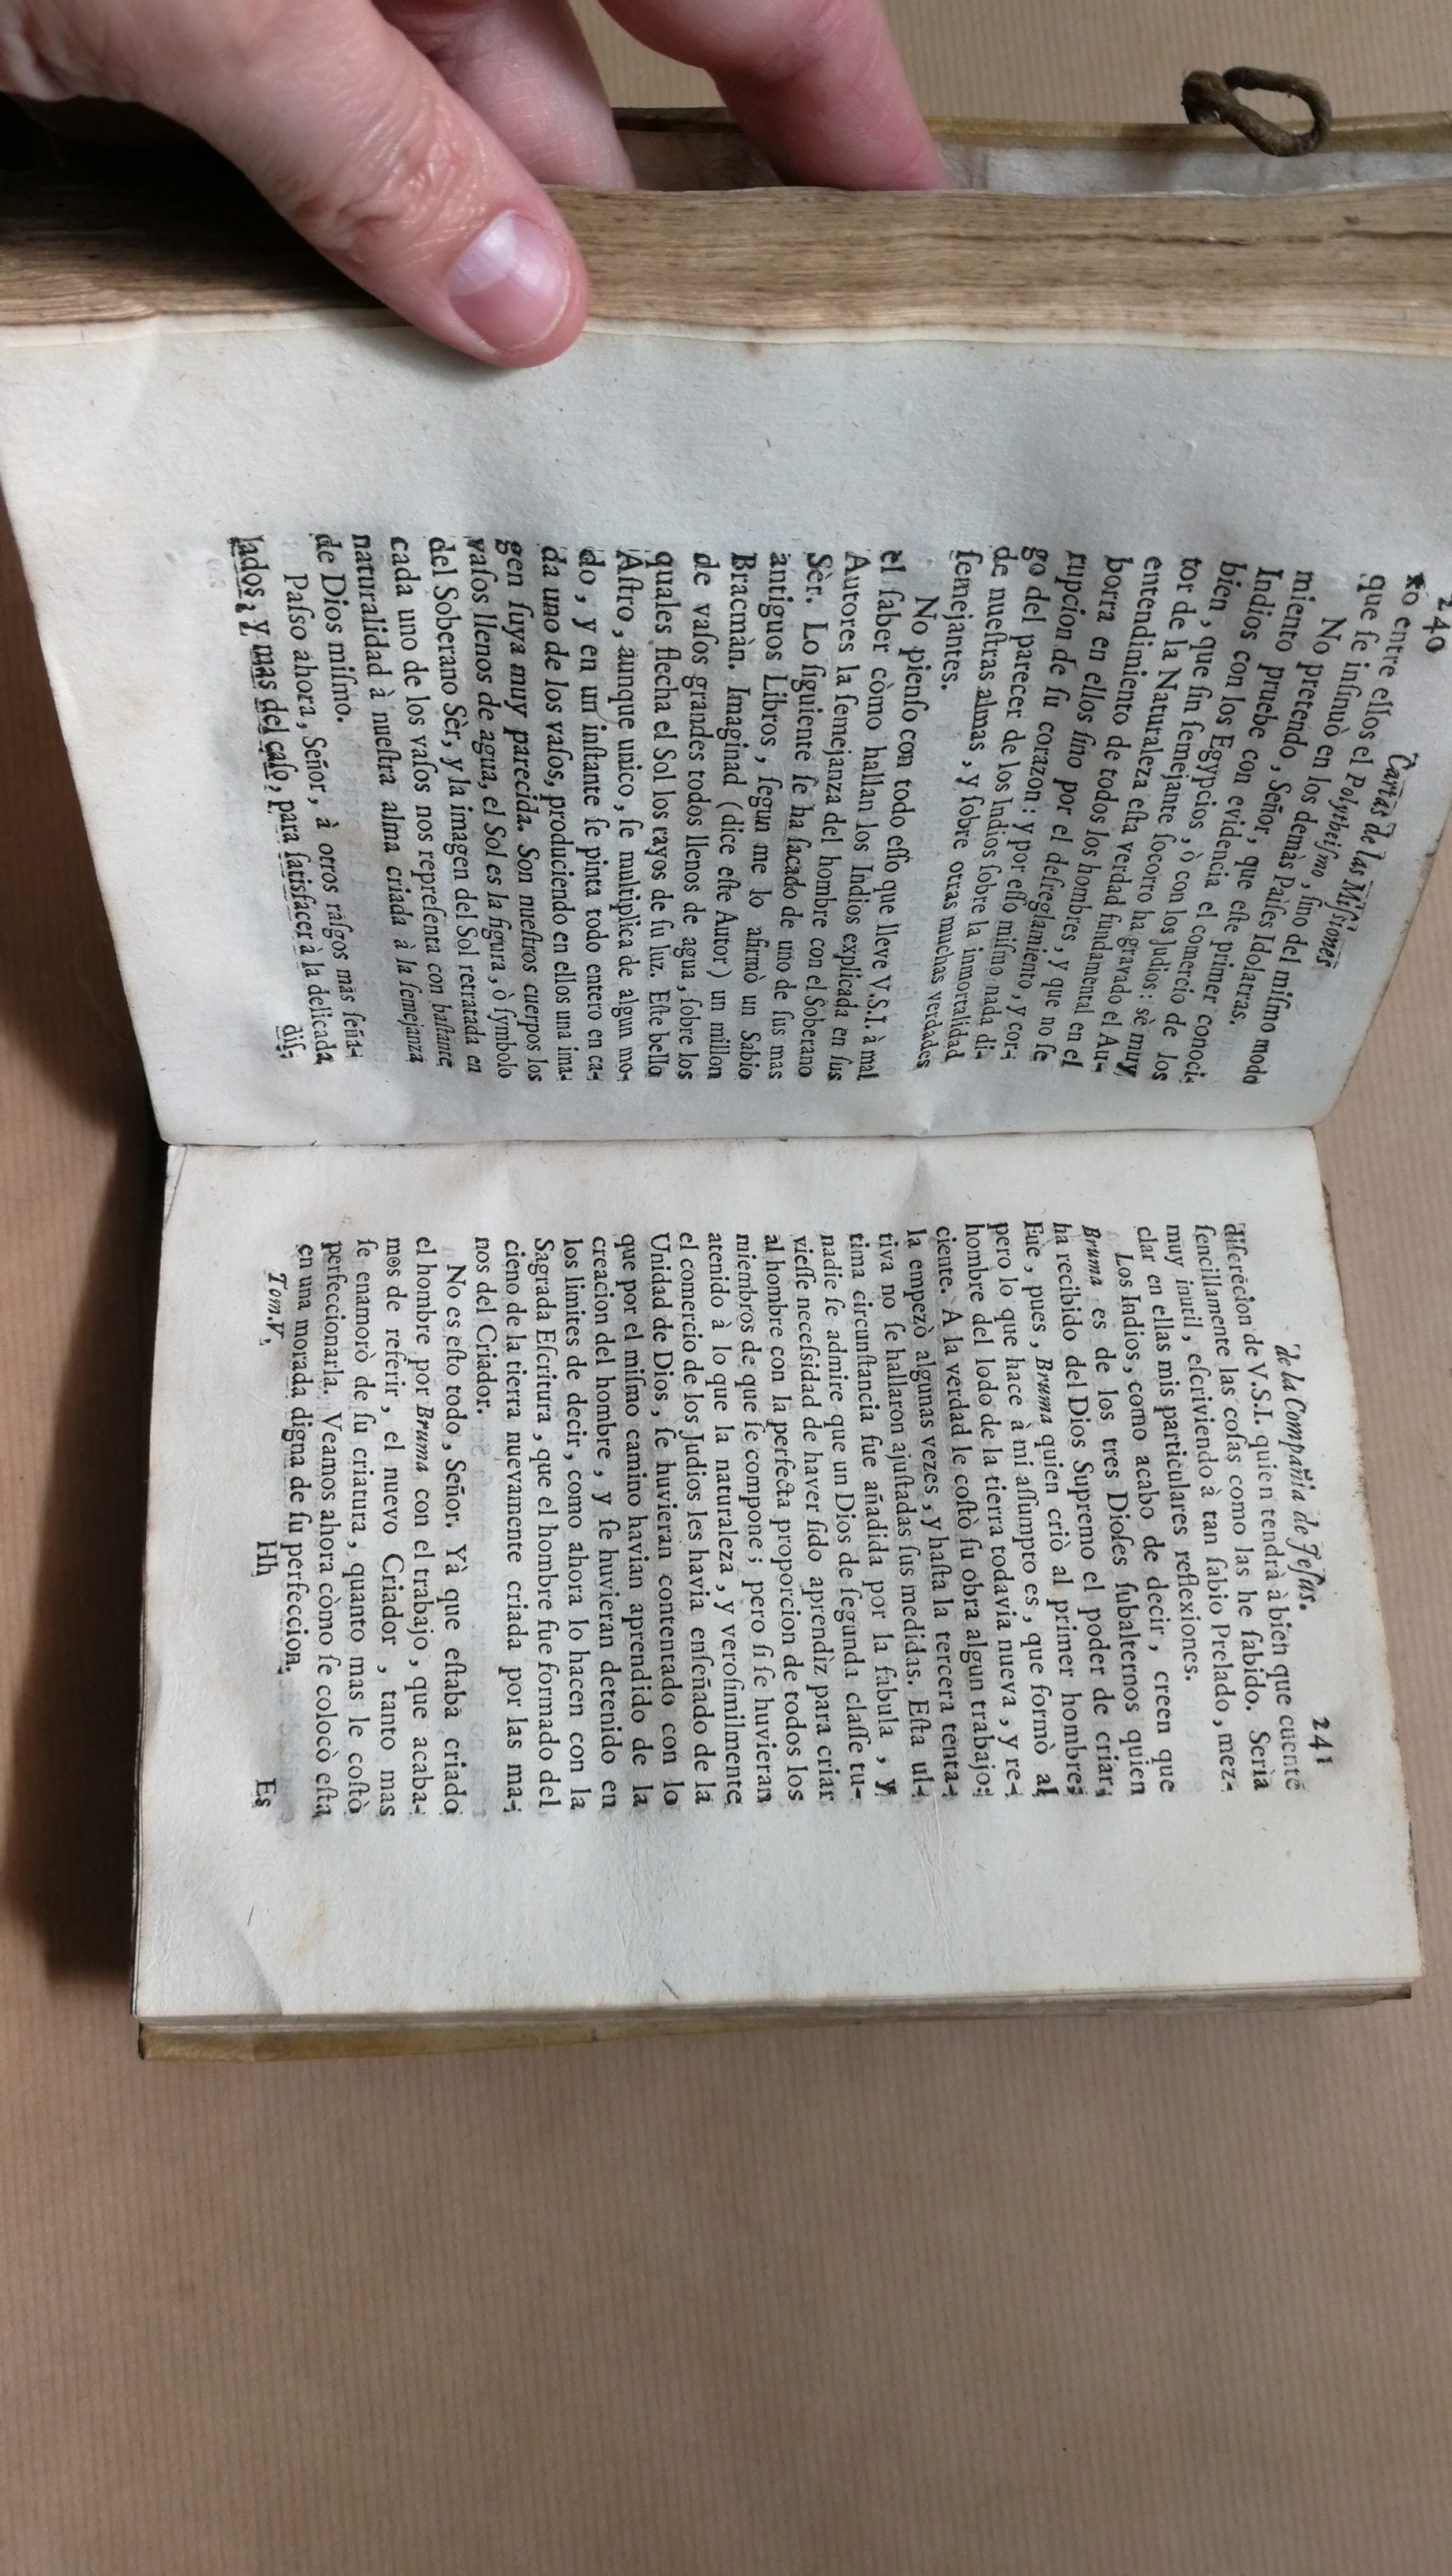 240 Cartas de las Miſsiones
xo entre ellos el Polytheiſmo, ſino del miſmo modo
que ſe inſinuò en los demàs Paìſes Idolatras.
No pretendo, Señor, que eſte primer conoci-
miento pruebe con evidencia el comercio de los
Indios con los Egypcios, ò con los Judios: sè muy
bien, que ſin ſemejante ſocorro ha gravado el Au-
tor de la Naturaleza eſta verdad fundamental en el
entendimiento de todos los hombres, y que no ſe
borra en ellos ſino por el deſreglamiento, y cor-
rupcion de ſu corazon: y por eſſo miſmo nada di-
go del parecer de los Indios ſobre la inmortalidad
de nueſtras almas, y ſobre otras muchas verdades
ſemejantes.
No pienſo con todo eſſo que lleve V.S.I. à mal
el ſaber còmo hallan los Indios explicada en ſus
Autores la ſemejanza del hombre con el Soberano
Sèr. Lo ſiguiente ſe ha ſacado de uno de ſus mas
antiguos Libros, ſegun me lo afirmò un Sabio
Bracmàn. Imaginad (dice eſte Autor) un millon
de vaſos grandes todos llenos de agua, ſobre los
quales flecha el Sol los rayos de ſu luz. Eſte bello
Aſtro, aunque unico, ſe multiplica de algun mo-
do, y en un inſtante ſe pinta todo entero en ca-
da uno de los vaſos, produciendo en ellos una ima-
gen ſuya muy parecida. Son nueſtros cuerpos los
vaſos llenos de agua, el Sol es la figura, ò ſymbolo
del Soberano Sèr, y la imagen del Sol retratada en
cada uno de los vaſos nos repreſenta con baſtante
naturalidad à nueſtra alma criada à la ſemejanza
de Dios miſmo.
Paſſo ahora, Señor, à otros raſgos mas ſeña-
lados, y mas del caſo, para ſatisfacer à la delicada
diſ-
de la Compañia de Jeſus. 241
diſcrecion de V.S.I. quien tendrà à bien que cuente
ſencillamente las coſas como las he ſabido. Serìa
muy inutil, eſcriviendo à tan ſabio Prelado, mez-
clar en ellas mis particulares reflexiones.
Los Indios, como acabo de decir, creen que
Bruma es de los tres Dioſes ſubalternos quien
ha recibido del Dios Supremo el poder de criar.
Fue, pues, Bruma quien criò al primer hombre;
pero lo que hace à mi aſſumpto es, que formò al
hombre del lodo de la tierra todavia nueva, y re-
ciente. A la verdad le coſtò ſu obra algun trabajo:
la empezò algunas vezes, y haſta la tercera tenta-
tiva no ſe hallaron ajuſtadas ſus medidas. Eſta ul-
tima circunſtancia fue añadida por la fabula, y
nadie ſe admire que un Dios de ſegunda claſſe tu-
vieſſe neceſsidad de haver ſido aprendìz para criar
al hombre con la perfecta proporcion de todos los
miembros de que ſe compone; pero ſi ſe huvieran
atenido à lo que la naturaleza, y veroſimilmente
el comercio de los Judios les havia enſeñado de la
Unidad de Dios, ſe huvieran contentado con lo
que por el miſmo camino havian aprendido de la
creacion del hombre, y ſe huvieran detenido en
los limites de decir, como ahora lo hacen con la
Sagrada Eſcritura, que el hombre fue formado del
cieno de la tierra nuevamente criada por las ma-
nos del Criador.
No es eſto todo, Señor. Yà que eſtaba criado
el hombre por Bruma con el trabajo, que acaba-
mos de referir, el nuevo Criador, tanto mas
ſe enamorò de ſu criatura, quanto mas le coſtò
perfeccionarla. Veamos ahora còmo ſe colocò eſta
en una morada digna de ſu perfeccion.
Tom.V. Hh Es